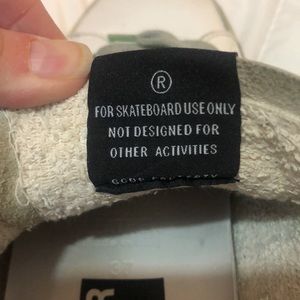 ®
FOR SKATEBOARD USE ONLY
NOT DESIGNED FOR
OTHER ACTIVITIES
R